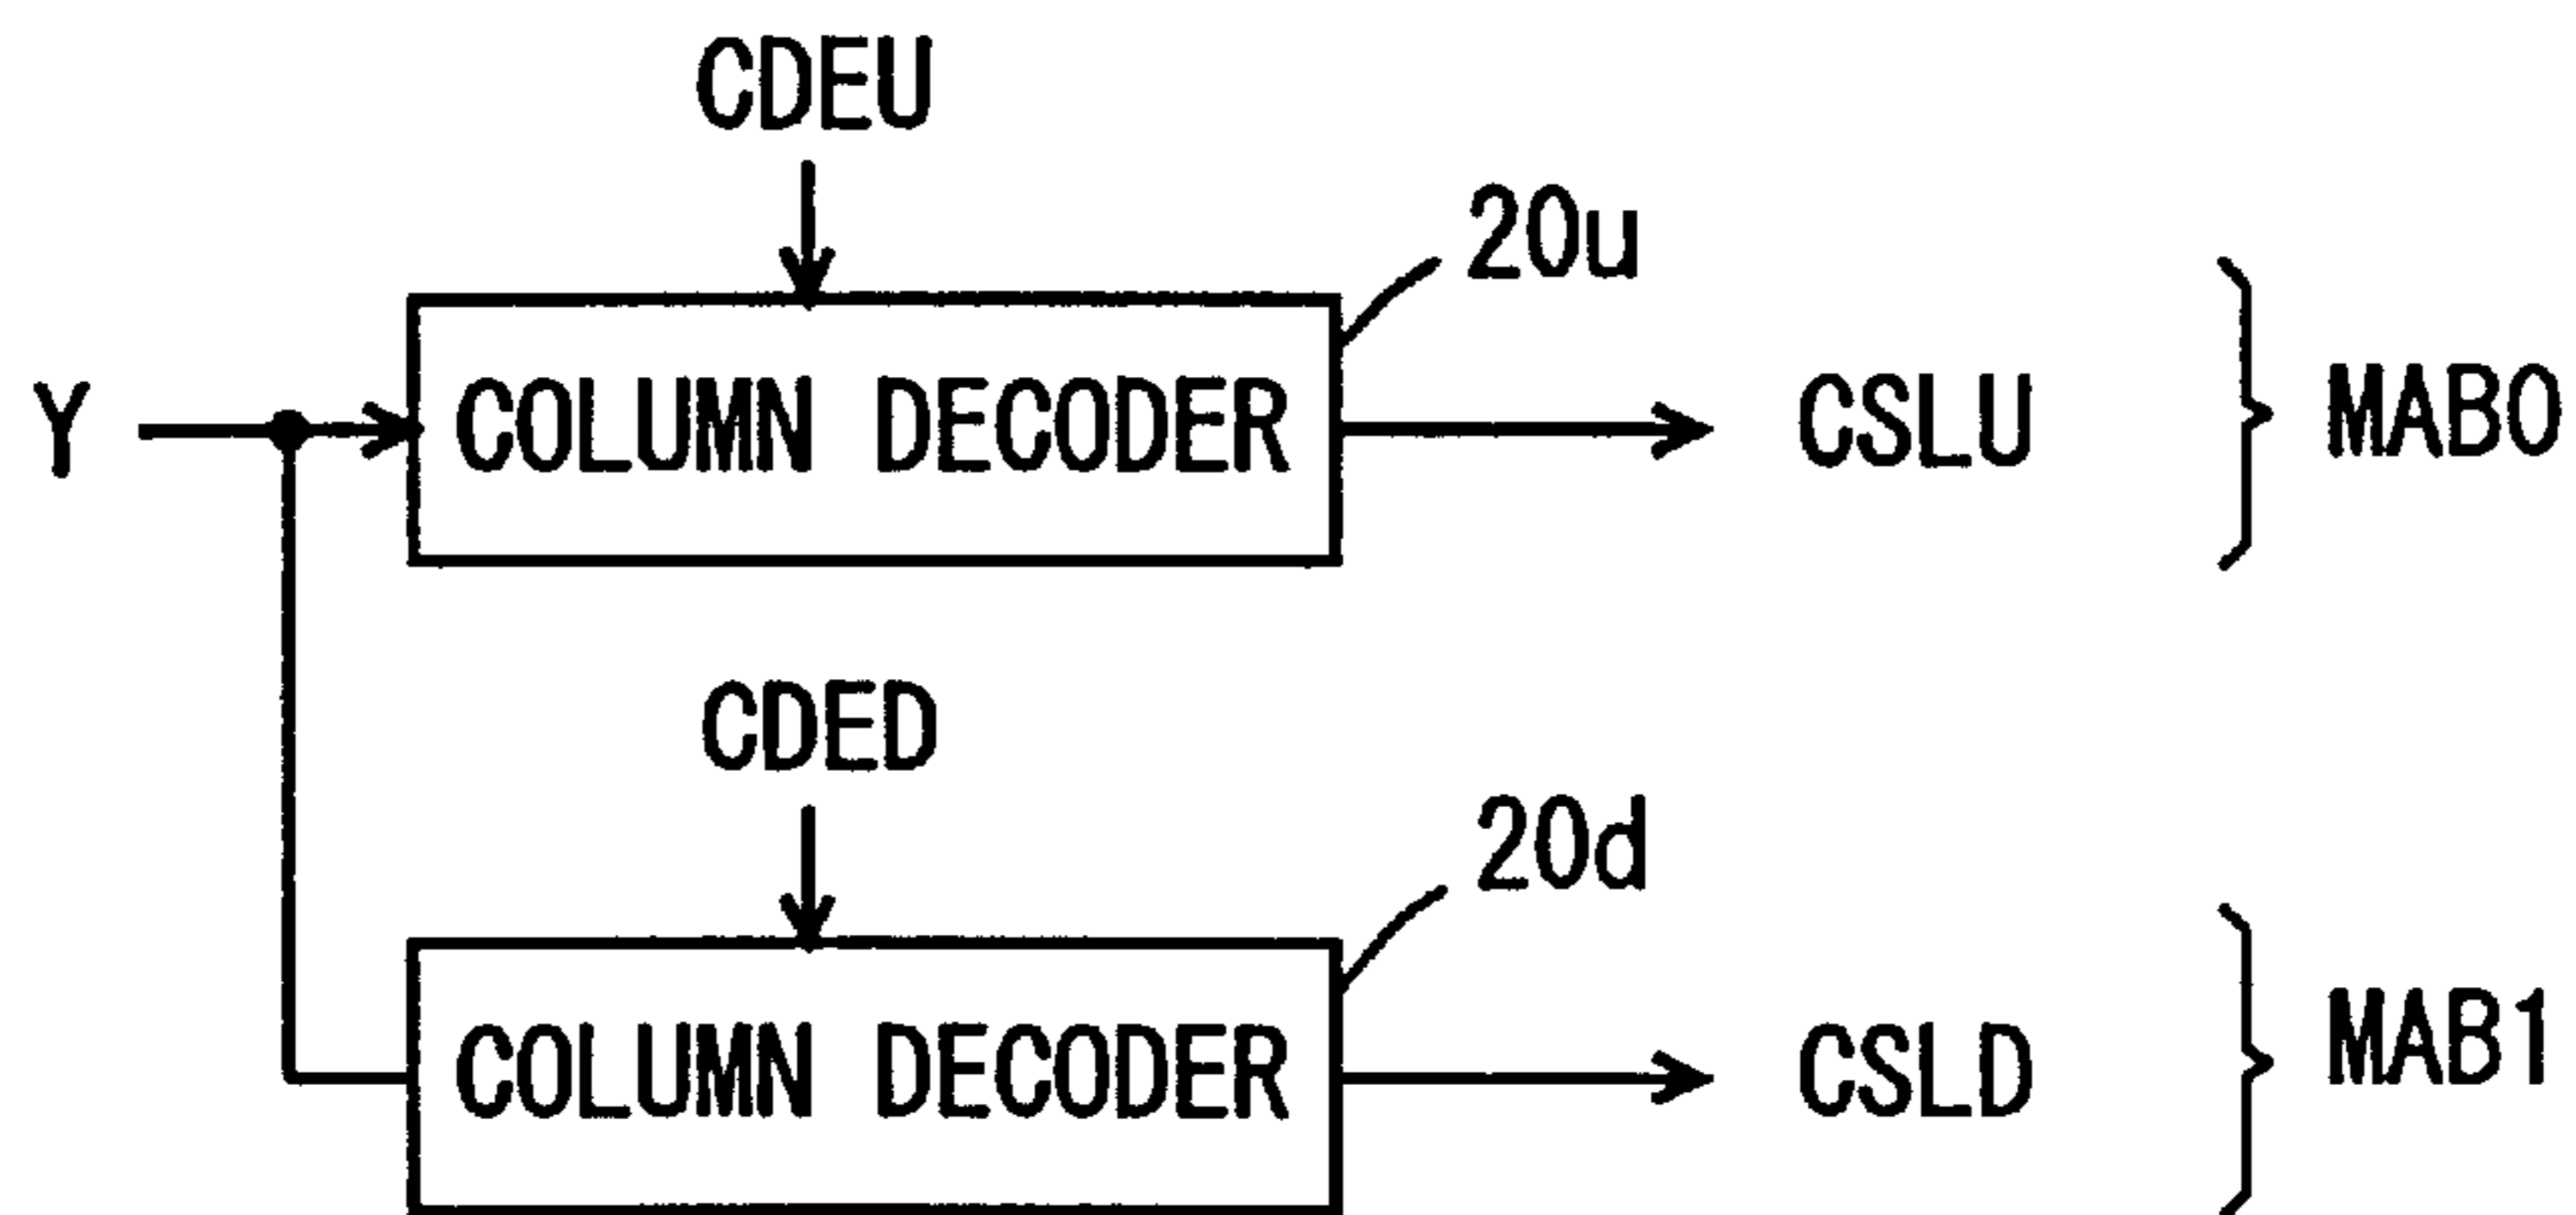 CDEU
20u
Y
COLUMN DECODER
CSLU
MAB0
CDED
20d
COLUMN DECODER
CSLD
MAB1